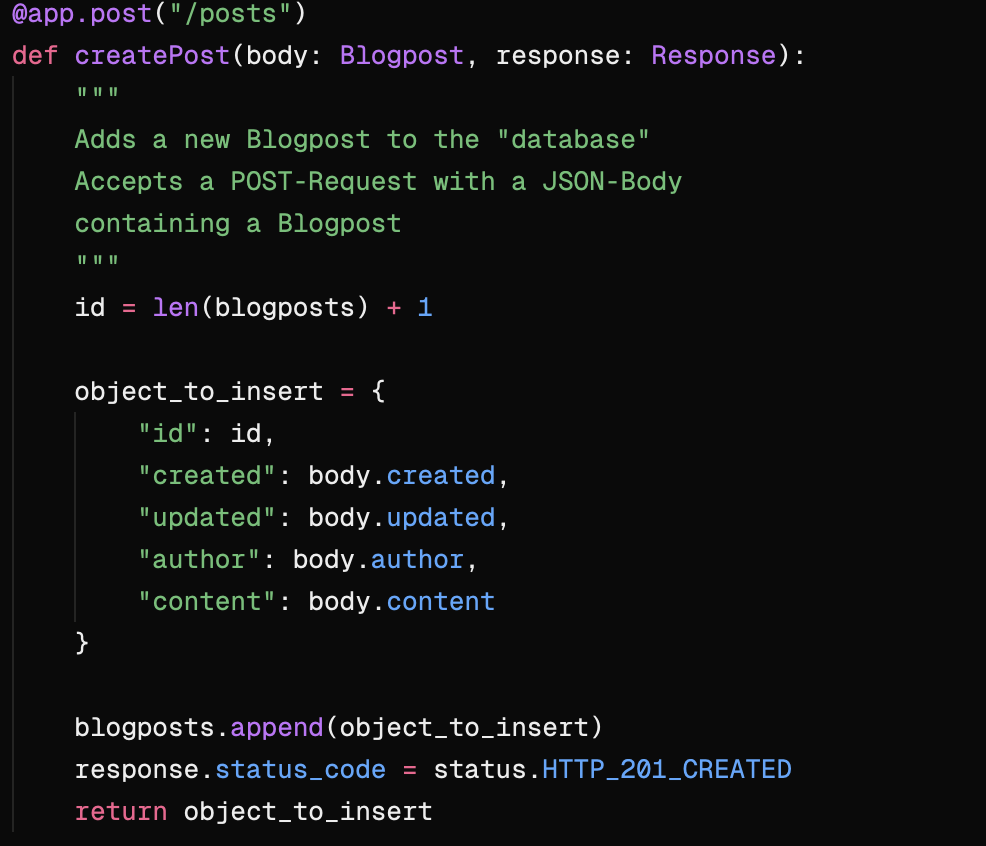 @app.post("/posts")
def createPost(body: Blogpost, response: Response):
    """
    Adds a new Blogpost to the "database"
    Accepts a POST-Request with a JSON-Body
    containing a Blogpost
    """
    id = len(blogposts) + 1

    object_to_insert = {
        "id": id,
        "created": body.created,
        "updated": body.updated,
        "author": body.author,
        "content": body.content
    }

    blogposts.append(object_to_insert)
    response.status_code = status.HTTP_201_CREATED
    return object_to_insert